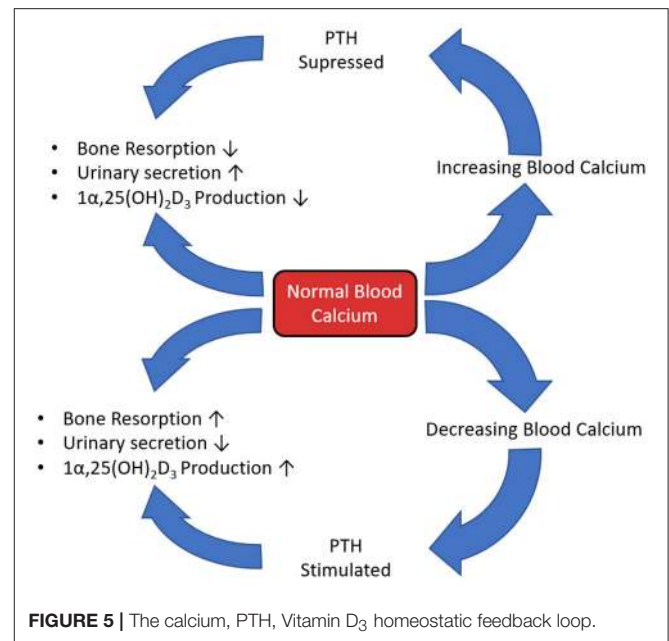 PTH
Supressed
• Bone Resorption ↓
• Urinary secretion ↑
• 1α,25(OH)₂D₃ Production ↓
Increasing Blood Calcium
Normal Blood
Calcium
• Bone Resorption ↑
• Urinary secretion ↓
• 1α,25(OH)₂D₃ Production ↑
Decreasing Blood Calcium
PTH
Stimulated
FIGURE 5 | The calcium, PTH, Vitamin D₃ homeostatic feedback loop.